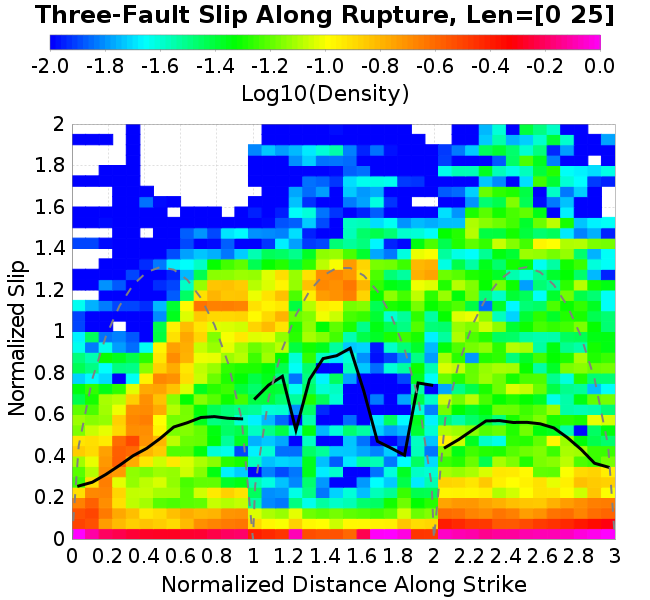 Three-Fault Slip Along Rupture, Len=[0 25]
-2.0 -1.8 -1.6 -1.4 -1.2 -1.0 -0.8 -0.6 -0.4 -0.2 0.0
Log10(Density)
2
1.8
1.6
1.4
1.2
1
0.8
0.6
0.4
0.2
0
Normalized Slip
0 0.2 0.4 0.6 0.8 1 1.2 1.4 1.6 1.8 2 2.2 2.4 2.6 2.8 3
Normalized Distance Along Strike